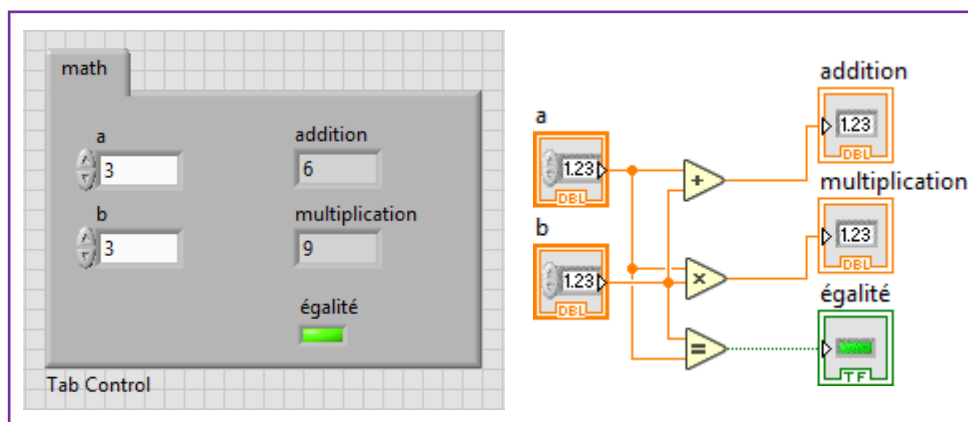 math
a
3
b
3
addition
6
multiplication
9
égalité
Tab Control
a
1.23
DBL
b
1.23
DBL
+
×
=
addition
1.23
DBL
multiplication
1.23
DBL
égalité
TF